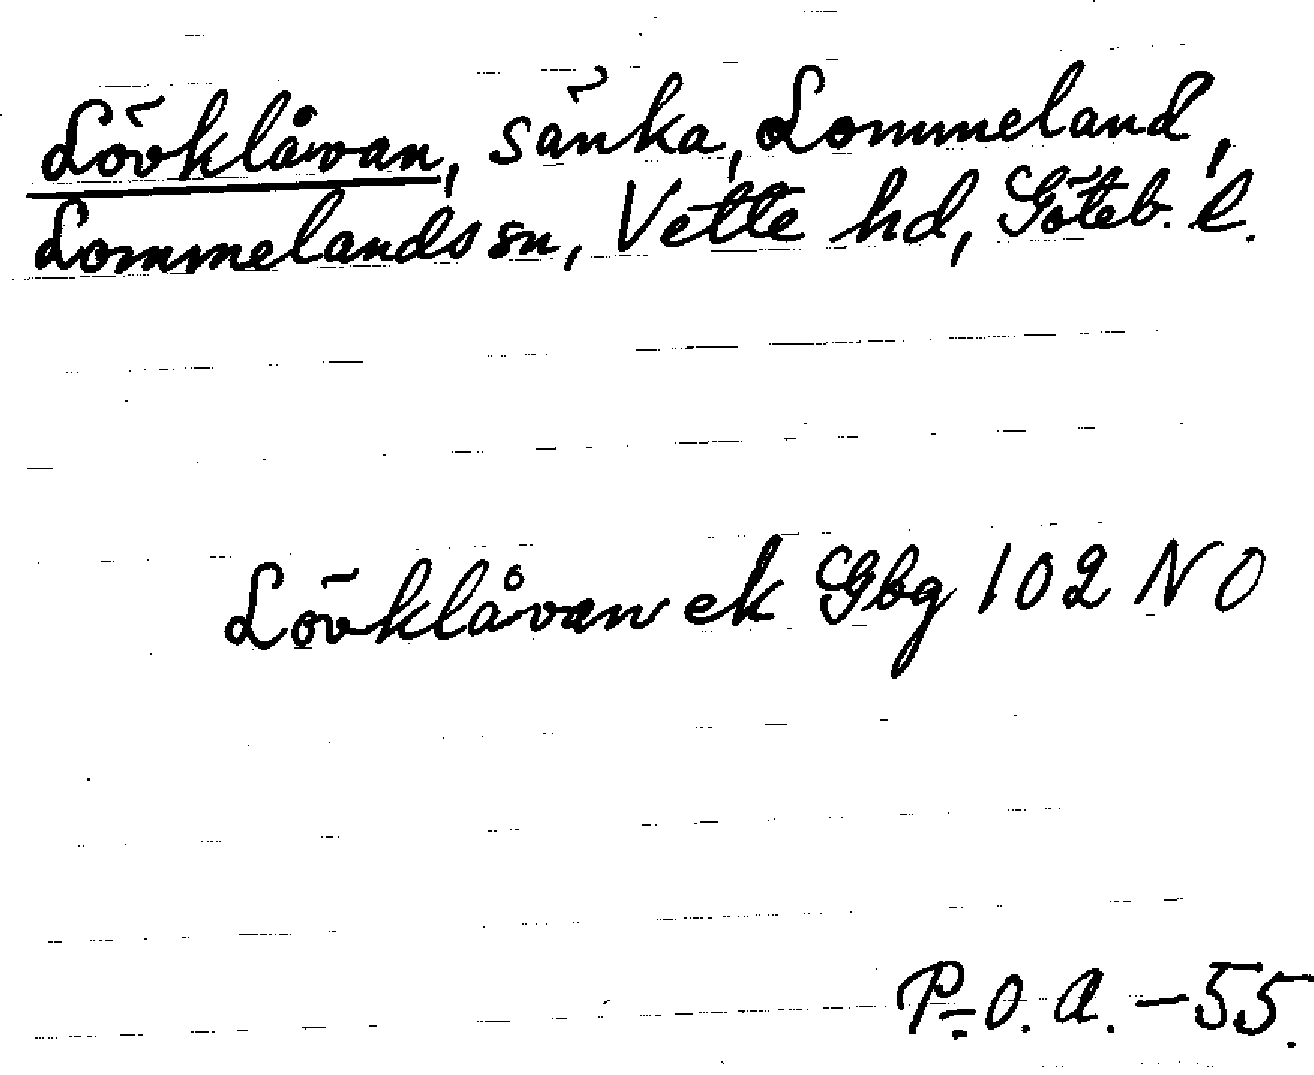 Lövklåvan, sänka, Lommeland,
Lommelands sn, Vette hd, Göteb. l.
Lövklåvan ek Gbg 102 NO
P-O. A. -55.